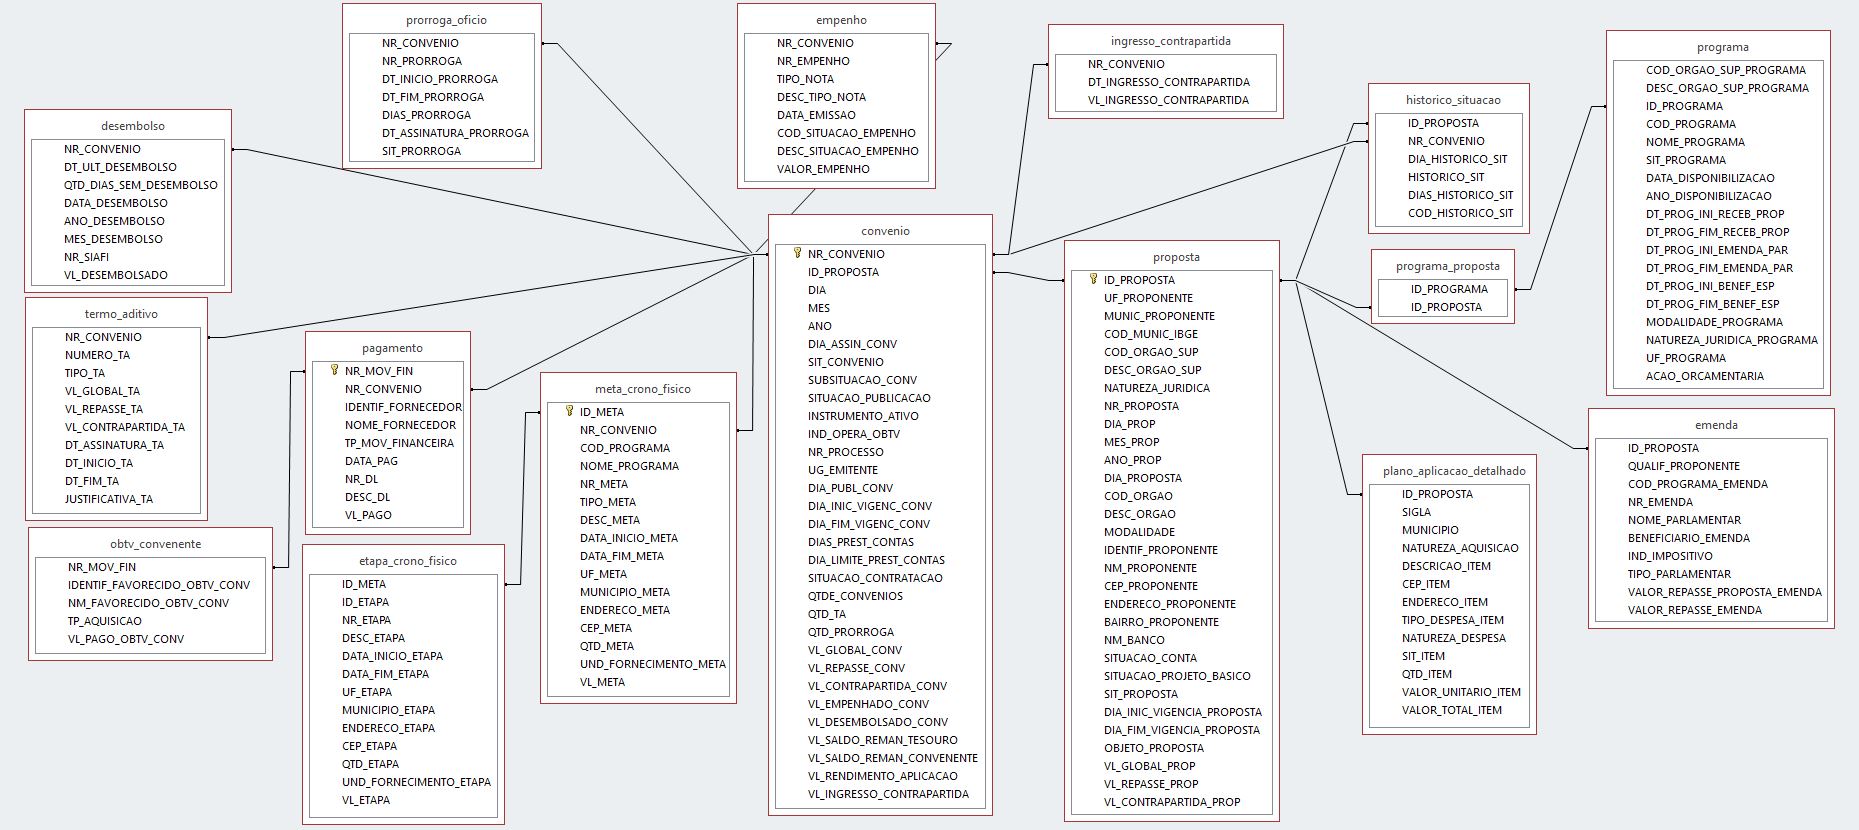 prorroga_oficio
NR_CONVENIO
NR_PRORROGA
DT_INICIO_PRORROGA
DT_FIM_PRORROGA
DIAS_PRORROGA
DT_ASSINATURA_PRORROGA
SIT_PRORROGA
empenho
NR_CONVENIO
NR_EMPENHO
TIPO_NOTA
DESC_TIPO_NOTA
DATA_EMISSAO
COD_SITUACAO_EMPENHO
DESC_SITUACAO_EMPENHO
VALOR_EMPENHO
ingresso_contrapartida
NR_CONVENIO
DT_INGRESSO_CONTRAPARTIDA
VL_INGRESSO_CONTRAPARTIDA
historico_situacao
ID_PROPOSTA
NR_CONVENIO
DIA_HISTORICO_SIT
HISTORICO_SIT
DIAS_HISTORICO_SIT
COD_HISTORICO_SIT
programa
COD_ORGAO_SUP_PROGRAMA
DESC_ORGAO_SUP_PROGRAMA
ID_PROGRAMA
COD_PROGRAMA
NOME_PROGRAMA
SIT_PROGRAMA
DATA_DISPONIBILIZACAO
ANO_DISPONIBILIZACAO
DT_PROG_INI_RECEB_PROP
DT_PROG_FIM_RECEB_PROP
DT_PROG_INI_EMENDA_PAR
DT_PROG_FIM_EMENDA_PAR
DT_PROG_INI_BENEF_ESP
DT_PROG_FIM_BENEF_ESP
MODALIDADE_PROGRAMA
NATUREZA_JURIDICA_PROGRAMA
UF_PROGRAMA
ACAO_ORCAMENTARIA
desembolso
NR_CONVENIO
DT_ULT_DESEMBOLSO
QTD_DIAS_SEM_DESEMBOLSO
DATA_DESEMBOLSO
ANO_DESEMBOLSO
MES_DESEMBOLSO
NR_SIAFI
VL_DESEMBOLSADO
termo_aditivo
NR_CONVENIO
NUMERO_TA
TIPO_TA
VL_GLOBAL_TA
VL_REPASSE_TA
VL_CONTRAPARTIDA_TA
DT_ASSINATURA_TA
DT_INICIO_TA
DT_FIM_TA
JUSTIFICATIVA_TA
obtv_convenente
NR_MOV_FIN
IDENTIF_FAVORECIDO_OBTV_CONV
NM_FAVORECIDO_OBTV_CONV
TP_AQUISICAO
VL_PAGO_OBTV_CONV
pagamento
NR_MOV_FIN
NR_CONVENIO
IDENTIF_FORNECEDOR
NOME_FORNECEDOR
TP_MOV_FINANCEIRA
DATA_PAG
NR_DL
DESC_DL
VL_PAGO
etapa_crono_fisico
ID_META
ID_ETAPA
NR_ETAPA
DESC_ETAPA
DATA_INICIO_ETAPA
DATA_FIM_ETAPA
UF_ETAPA
MUNICIPIO_ETAPA
ENDERECO_ETAPA
CEP_ETAPA
QTD_ETAPA
UND_FORNECIMENTO_ETAPA
VL_ETAPA
meta_crono_fisico
ID_META
NR_CONVENIO
COD_PROGRAMA
NOME_PROGRAMA
NR_META
TIPO_META
DESC_META
DATA_INICIO_META
DATA_FIM_META
UF_META
MUNICIPIO_META
ENDERECO_META
CEP_META
QTD_META
UND_FORNECIMENTO_META
VL_META
convenio
NR_CONVENIO
ID_PROPOSTA
DIA
MES
ANO
DIA_ASSIN_CONV
SIT_CONVENIO
SUBSITUACAO_CONV
SITUACAO_PUBLICACAO
INSTRUMENTO_ATIVO
IND_OPERA_OBTV
NR_PROCESSO
UG_EMITENTE
DIA_PUBL_CONV
DIA_INIC_VIGENC_CONV
DIA_FIM_VIGENC_CONV
DIAS_PREST_CONTAS
DIA_LIMITE_PREST_CONTAS
SITUACAO_CONTRATACAO
QTDE_CONVENIOS
QTD_TA
QTD_PRORROGA
VL_GLOBAL_CONV
VL_REPASSE_CONV
VL_CONTRAPARTIDA_CONV
VL_EMPENHADO_CONV
VL_DESEMBOLSADO_CONV
VL_SALDO_REMAN_TESOURO
VL_SALDO_REMAN_CONVENENTE
VL_RENDIMENTO_APLICACAO
VL_INGRESSO_CONTRAPARTIDA
proposta
ID_PROPOSTA
UF_PROPONENTE
MUNIC_PROPONENTE
COD_MUNIC_IBGE
COD_ORGAO_SUP
DESC_ORGAO_SUP
NATUREZA_JURIDICA
NR_PROPOSTA
DIA_PROP
MES_PROP
ANO_PROP
DIA_PROPOSTA
COD_ORGAO
DESC_ORGAO
MODALIDADE
IDENTIF_PROPONENTE
NM_PROPONENTE
CEP_PROPONENTE
ENDERECO_PROPONENTE
BAIRRO_PROPONENTE
NM_BANCO
SITUACAO_CONTA
SITUACAO_PROJETO_BASICO
SIT_PROPOSTA
DIA_INIC_VIGENCIA_PROPOSTA
DIA_FIM_VIGENCIA_PROPOSTA
OBJETO_PROPOSTA
VL_GLOBAL_PROP
VL_REPASSE_PROP
VL_CONTRAPARTIDA_PROP
programa_proposta
ID_PROGRAMA
ID_PROPOSTA
plano_aplicacao_detalhado
ID_PROPOSTA
SIGLA
MUNICIPIO
NATUREZA_AQUISICAO
DESCRICAO_ITEM
CEP_ITEM
ENDERECO_ITEM
TIPO_DESPESA_ITEM
NATUREZA_DESPESA
SIT_ITEM
QTD_ITEM
VALOR_UNITARIO_ITEM
VALOR_TOTAL_ITEM
emenda
ID_PROPOSTA
QUALIF_PROPONENTE
COD_PROGRAMA_EMENDA
NR_EMENDA
NOME_PARLAMENTAR
BENEFICIARIO_EMENDA
IND_IMPOSITIVO
TIPO_PARLAMENTAR
VALOR_REPASSE_PROPOSTA_EMENDA
VALOR_REPASSE_EMENDA